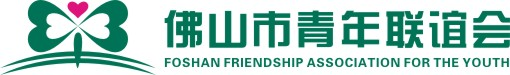 佛山市青年联谊会
FOSHAN FRIENDSHIP ASSOCIATION FOR THE YOUTH